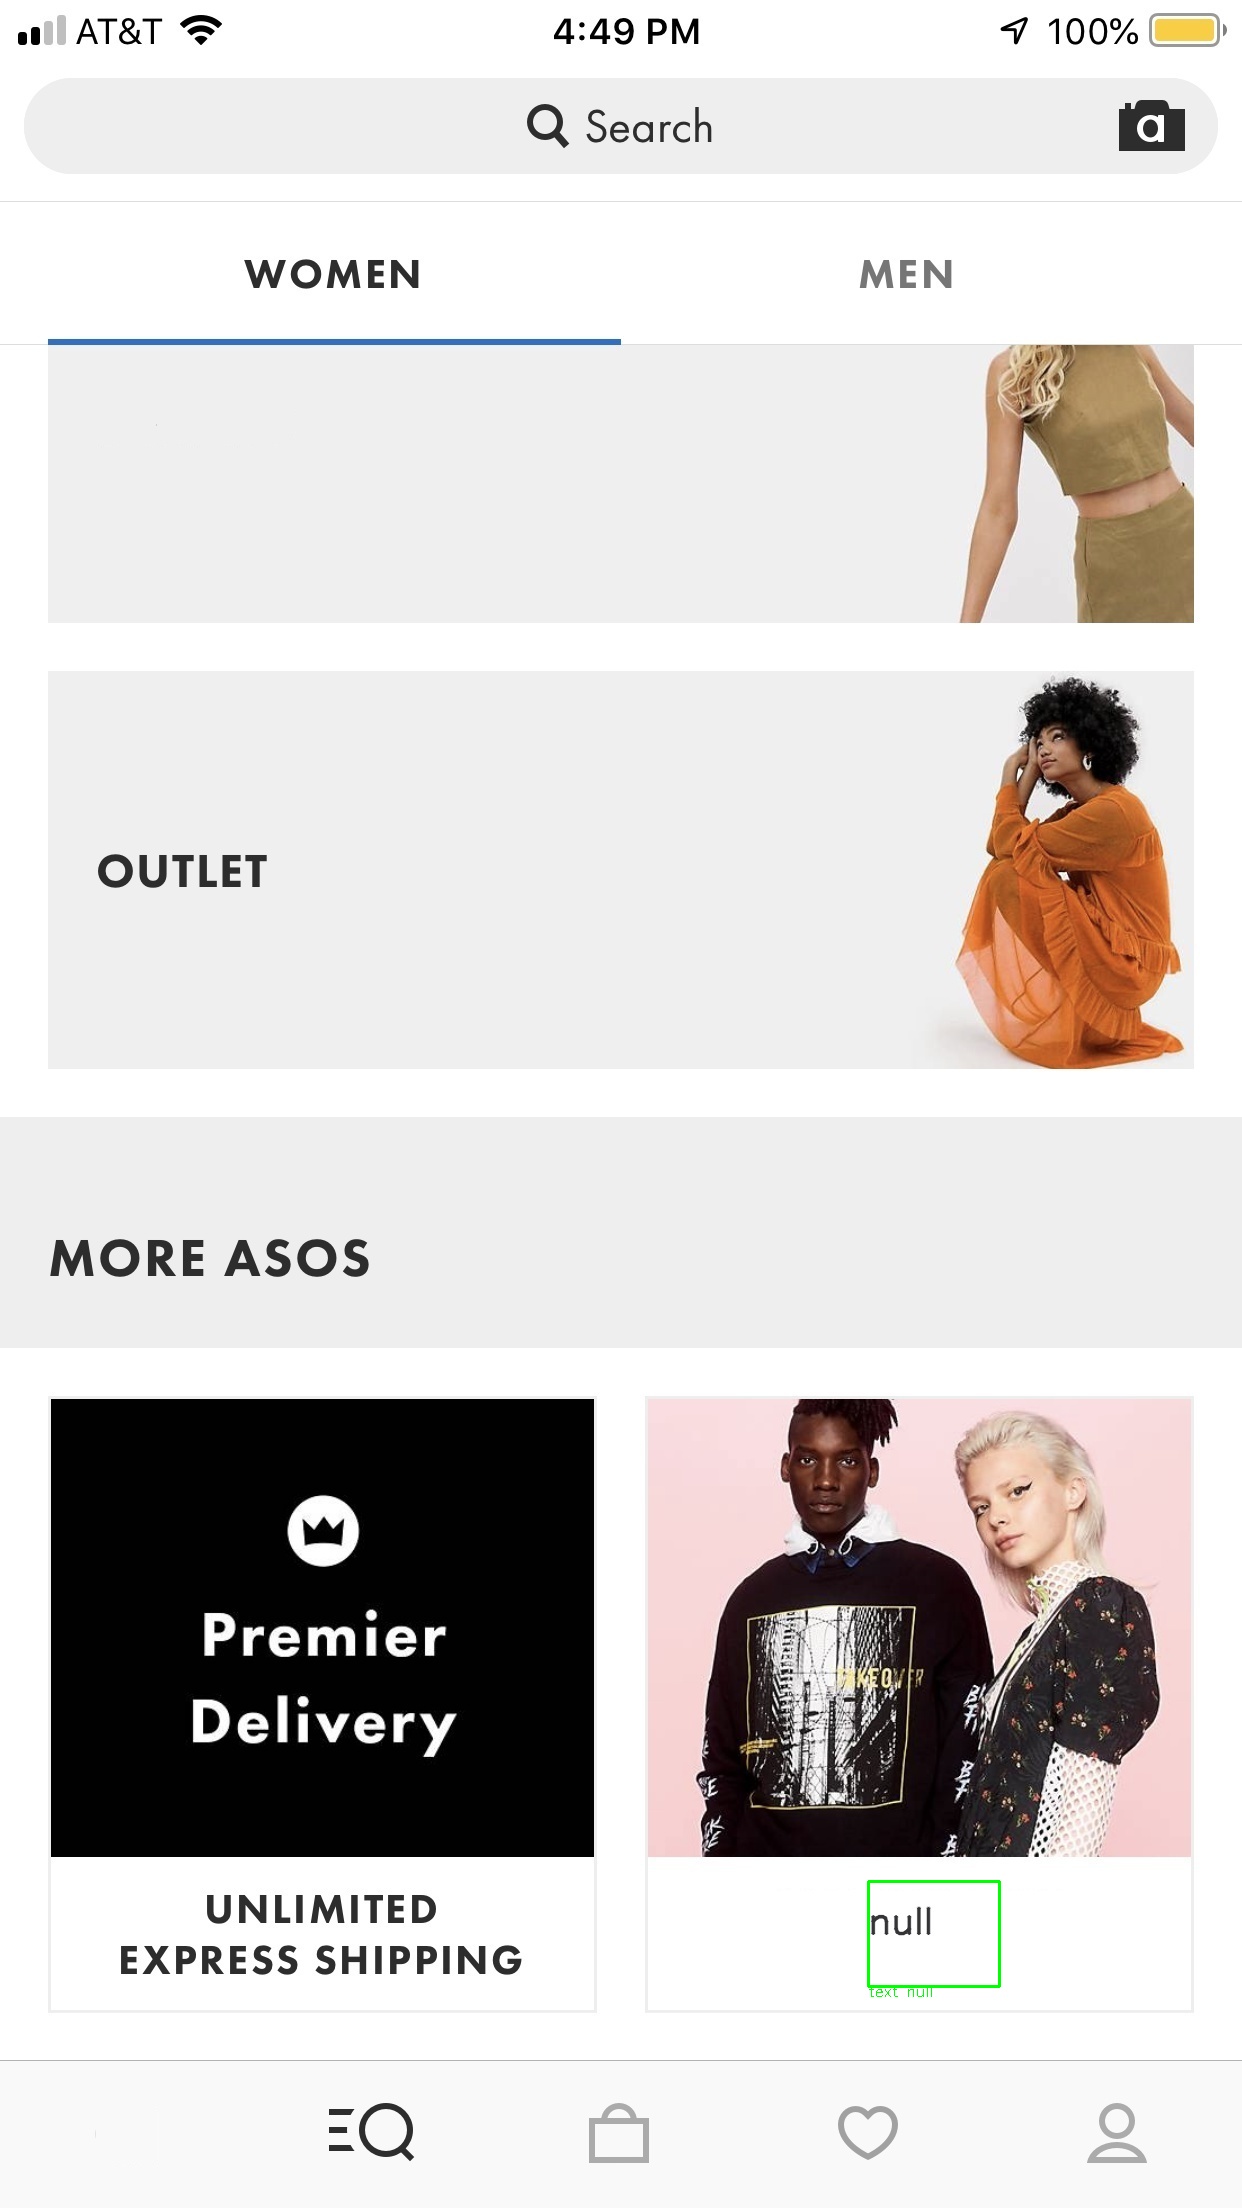 AT&T
4:49 PM
100%
Search
a
WOMEN
MEN
OUTLET
MORE ASOS
Premier
Delivery
TAKEOVER
UNLIMITED
EXPRESS SHIPPING
null
text null